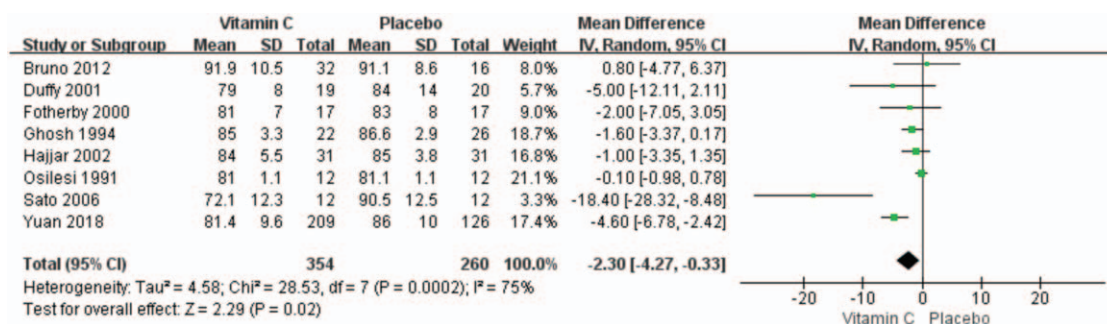 Vitamin C Placebo Mean Difference Mean Difference
Study or Subgroup Mean SD Total Mean SD Total Weight IV, Random, 95% CI IV, Random, 95% CI
Bruno 2012 91.9 10.5 32 91.1 8.6 16 8.0% 0.80 [-4.77, 6.37]
Duffy 2001 79 8 19 84 14 20 5.7% -5.00 [-12.11, 2.11]
Fotherby 2000 81 7 17 83 8 17 9.0% -2.00 [-7.05, 3.05]
Ghosh 1994 85 3.3 22 86.6 2.9 26 18.7% -1.60 [-3.37, 0.17]
Hajjar 2002 84 5.5 31 85 3.8 31 16.8% -1.00 [-3.35, 1.35]
Osilesi 1991 81 1.1 12 81.1 1.1 12 21.1% -0.10 [-0.98, 0.78]
Sato 2006 72.1 12.3 12 90.5 12.5 12 3.3% -18.40 [-28.32, -8.48]
Yuan 2018 81.4 9.6 209 86 10 126 17.4% -4.60 [-6.78, -2.42]
Total (95% CI) 354 260 100.0% -2.30 [-4.27, -0.33]
Heterogeneity: Tau² = 4.58; Chi² = 28.53, df = 7 (P = 0.0002); I² = 75%
Test for overall effect: Z = 2.29 (P = 0.02)
-20 -10 0 10 20
Vitamin C Placebo